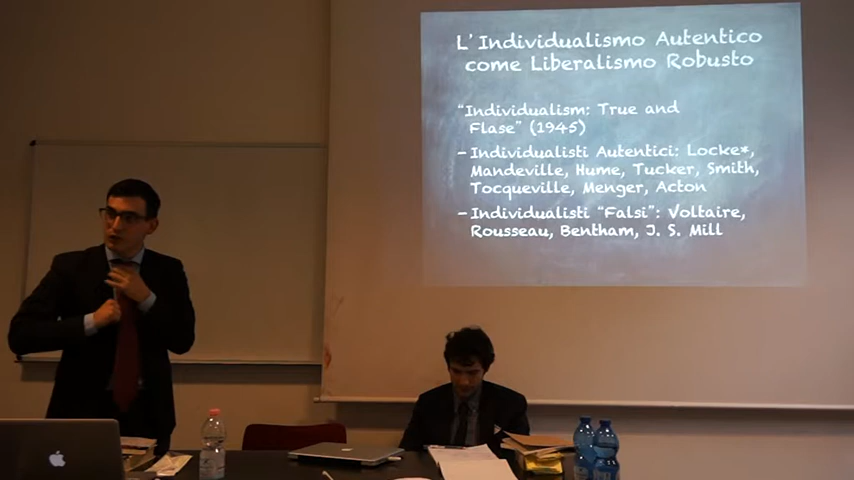 L'Individualismo Autentico
come Liberalismo Robusto
"Individualism: True and
Flase" (1945)
- Individualisti Autentici: Locke*,
Mandeville, Hume, Tucker, Smith,
Tocqueville, Menger, Acton
- Individualisti "Falsi": Voltaire,
Rousseau, Bentham, J. S. Mill